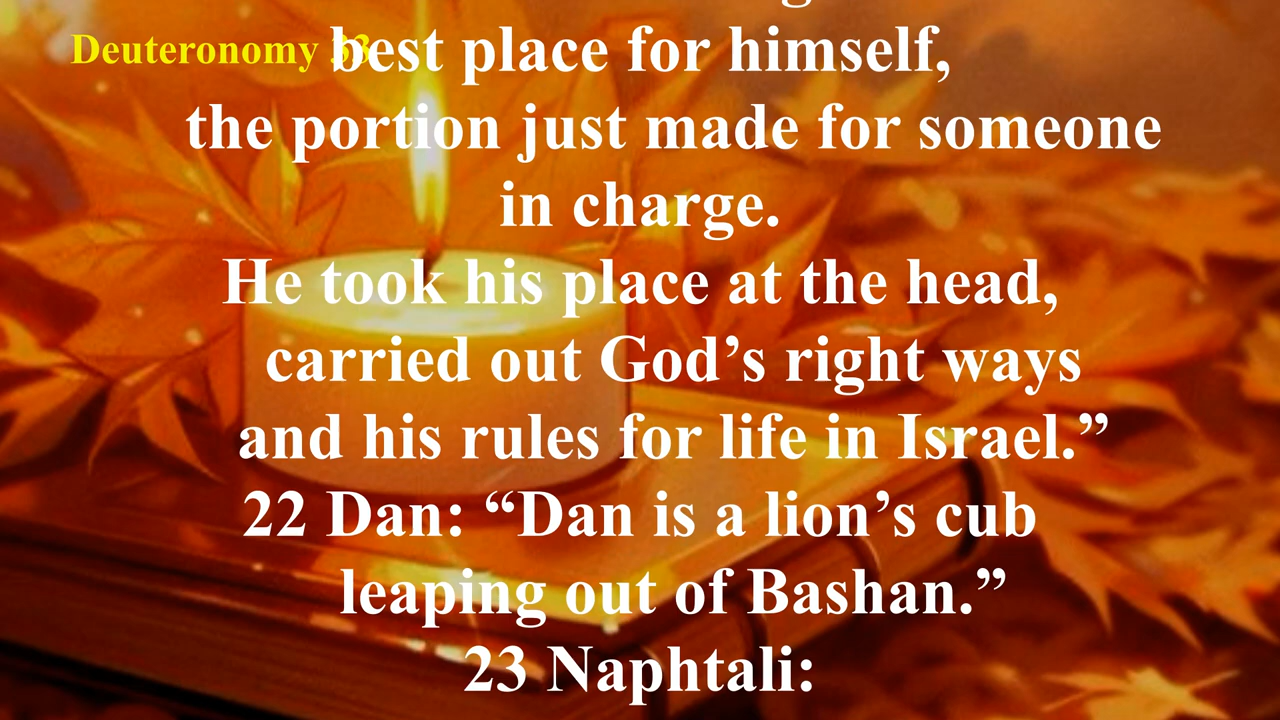 Deuteronomy 33
best place for himself,
the portion just made for someone
in charge.
He took his place at the head,
carried out God’s right ways
and his rules for life in Israel.”
22 Dan: “Dan is a lion’s cub
leaping out of Bashan.”
23 Naphtali: